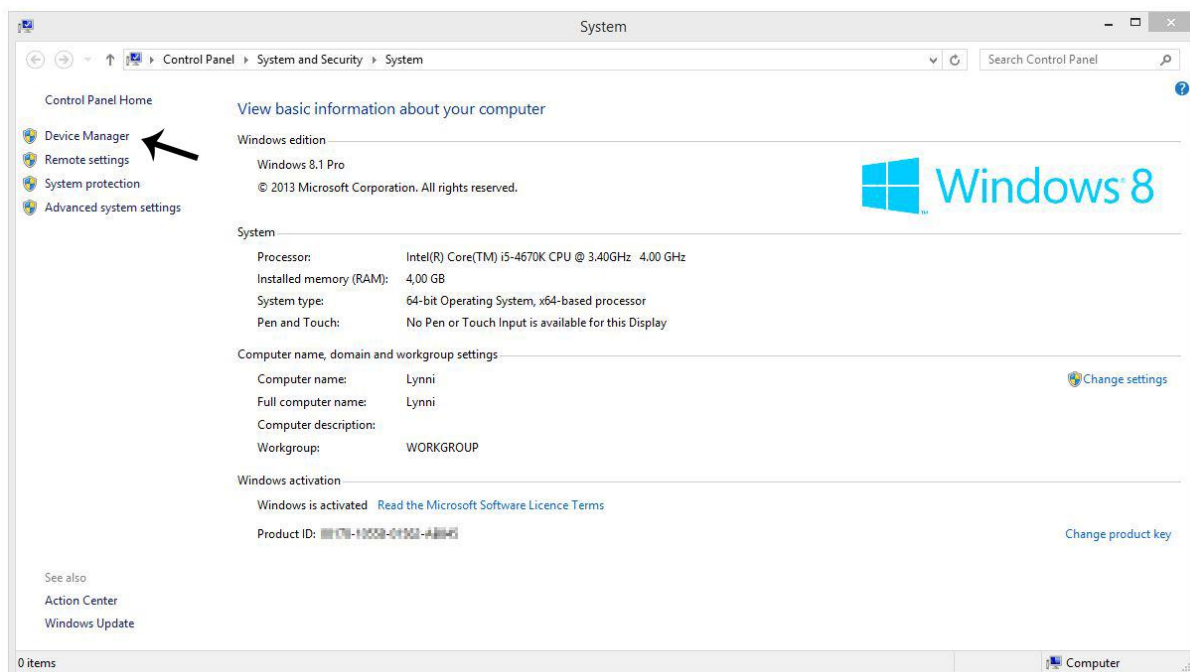 System
Control Panel System and Security System
Search Control Panel
Control Panel Home
Device Manager
Remote settings
System protection
Advanced system settings
View basic information about your computer
Windows edition
Windows 8.1 Pro
© 2013 Microsoft Corporation. All rights reserved.
Windows 8
System
Processor: Intel(R) Core(TM) i5-4670K CPU @ 3.40GHz 4.00 GHz
Installed memory (RAM): 4,00 GB
System type: 64-bit Operating System, x64-based processor
Pen and Touch: No Pen or Touch Input is available for this Display
Computer name, domain and workgroup settings
Computer name: Lynni
Change settings
Full computer name: Lynni
Computer description:
Workgroup: WORKGROUP
Windows activation
Windows is activated Read the Microsoft Software Licence Terms
Product ID:
Change product key
See also
Action Center
Windows Update
0 items
Computer